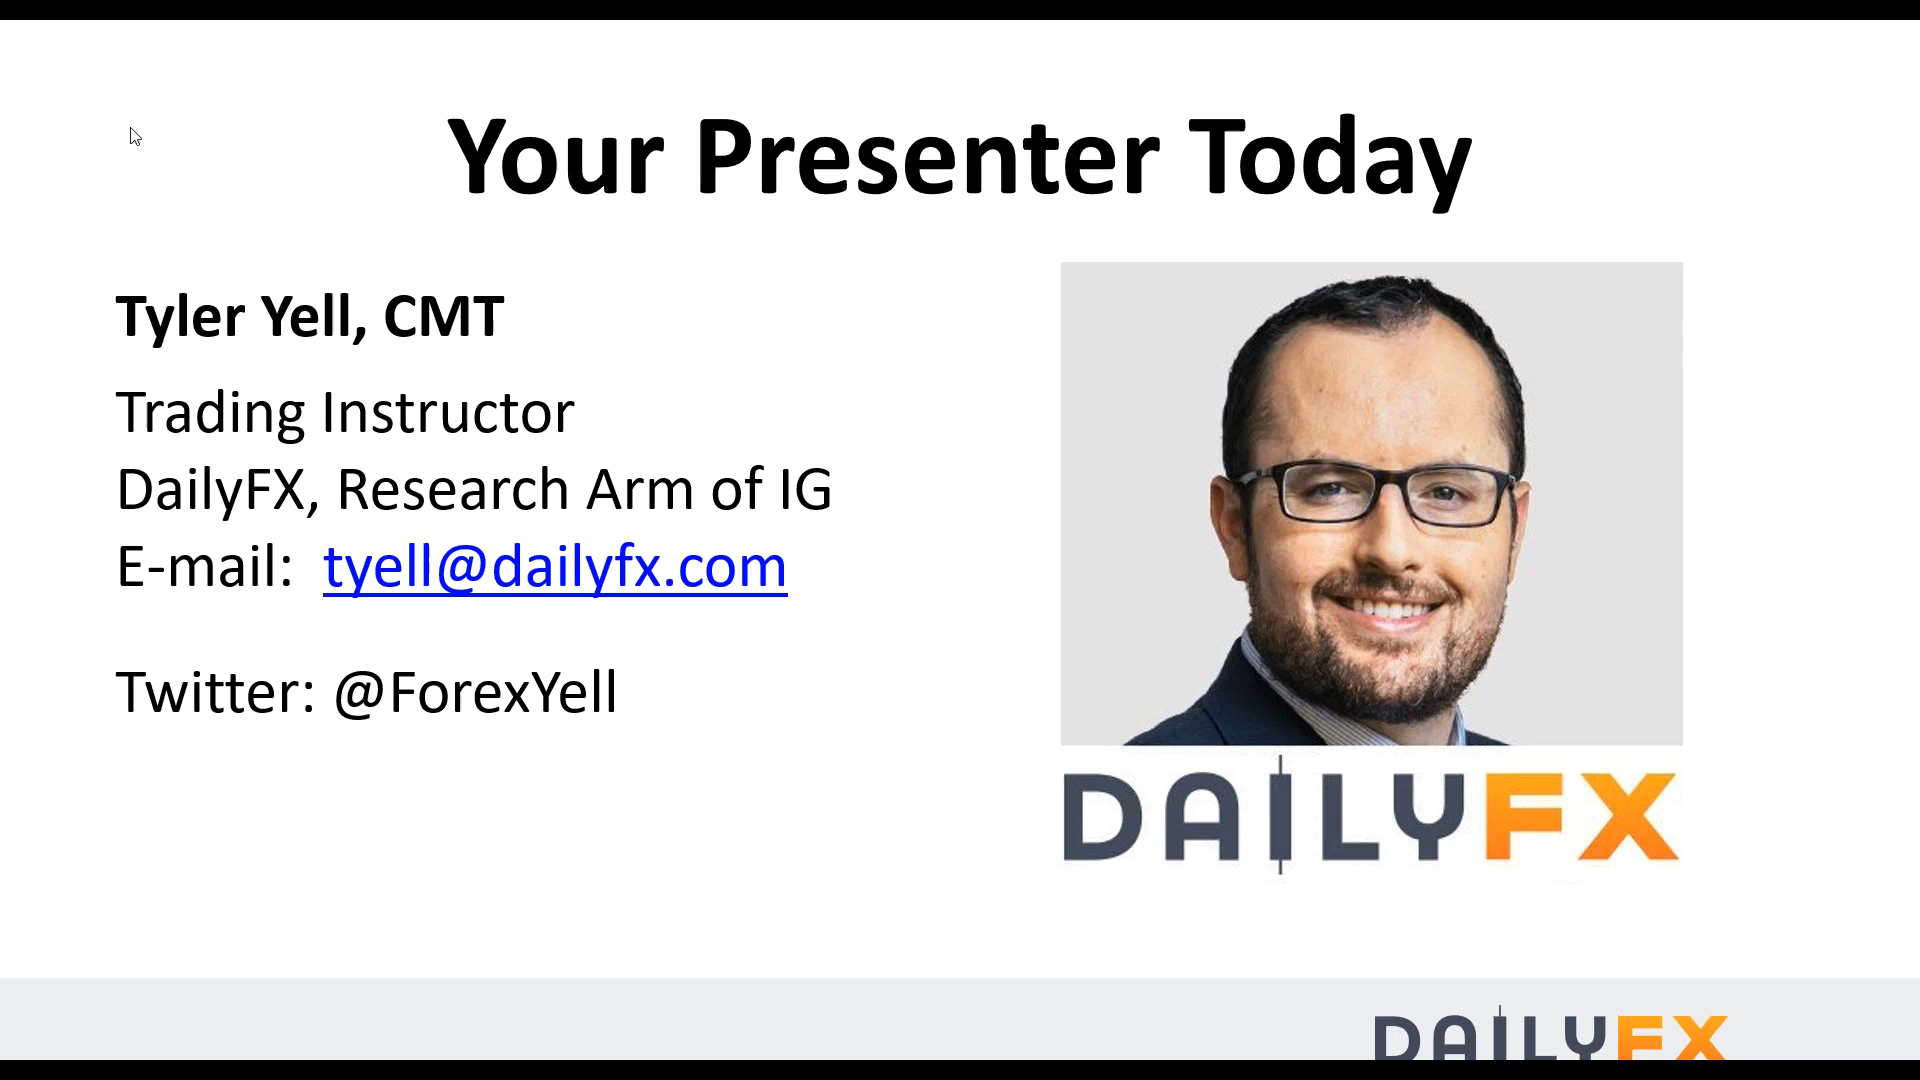 Your Presenter Today
Tyler Yell, CMT
Trading Instructor
DailyFX, Research Arm of IG
E-mail: tyell@dailyfx.com
Twitter: @ForexYell
DAILYFX
DAILYFX